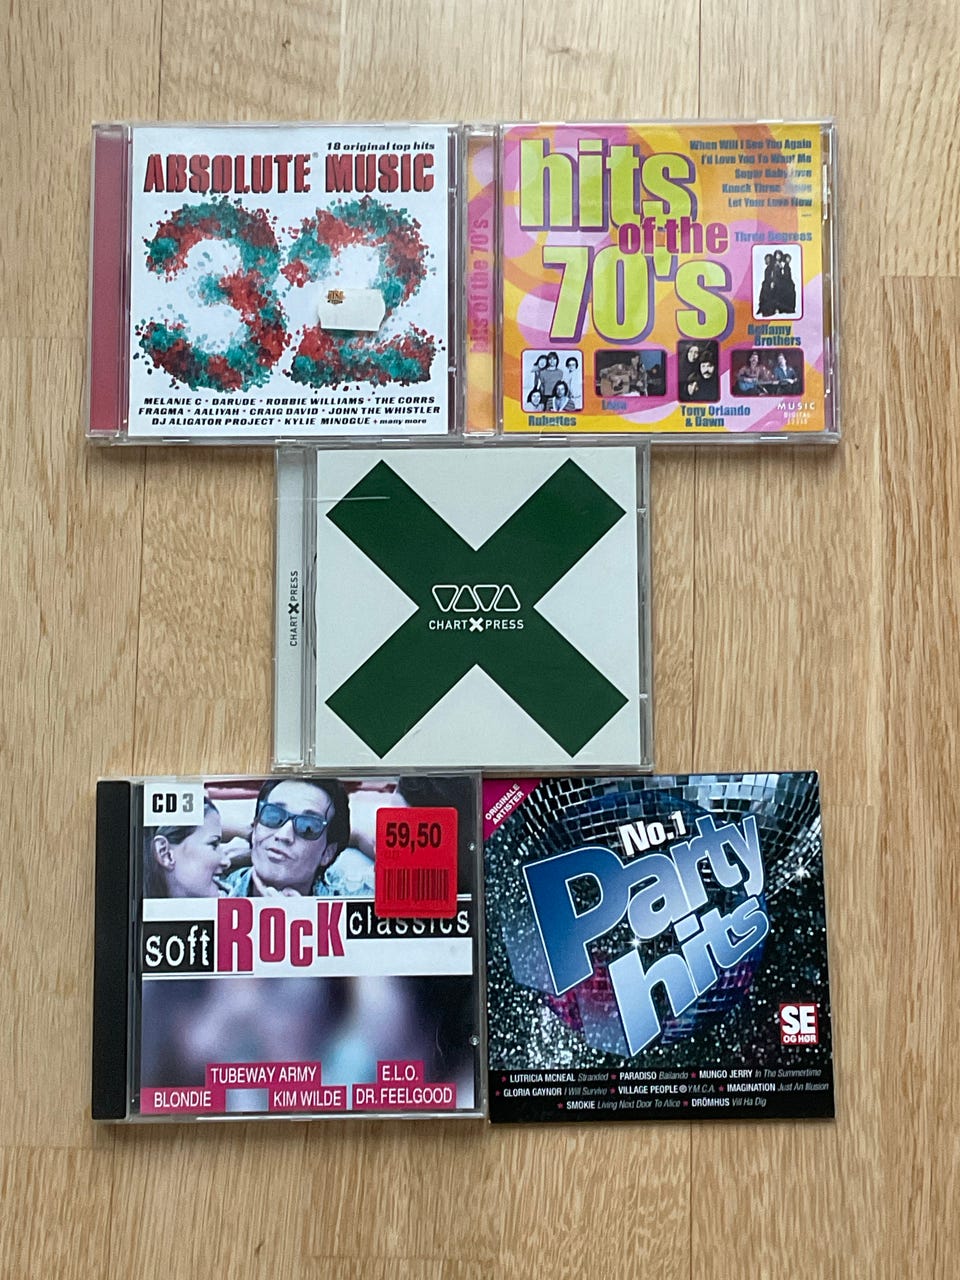 18 original top hits
ABSOLUTE® MUSIC
32
MELANIE C · DARUDE · ROBBIE WILLIAMS · THE CORRS
FRAGMA · AALIYAH · CRAIG DAVID · JOHN THE WHISTLER
DJ ALIGATOR PROJECT · KYLIE MINOGUE + many more
hits of the 70's
hits
of the
70's
When Will I See You Again
I'd Love You To Want Me
Sugar Baby Love
Knock Three Times
Let Your Love Flow
Three Degrees
Bellamy
Brothers
Rubettes
Lobo
Tony Orlando
& Dawn
MUSIC
DIGITAL
CHARTXPRESS
VIVA
CHARTXPRESS
CD 3
59,50
soft ROCK classics
TUBEWAY ARMY
E.L.O.
BLONDIE
KIM WILDE
DR. FEELGOOD
ORIGINALE
ARTISTER
No.1
Party
hits
SE
OG HØR
★ LUTRICIA MCNEAL Stranded ★ PARADISO Bailando ★ MUNGO JERRY In The Summertime
★ GLORIA GAYNOR I Will Survive ★ VILLAGE PEOPLE ℗ Y.M.C.A. ★ IMAGINATION Just An Illusion
★ SMOKIE Living Next Door To Alice ★ DRÖMHUS Vill Ha Dig